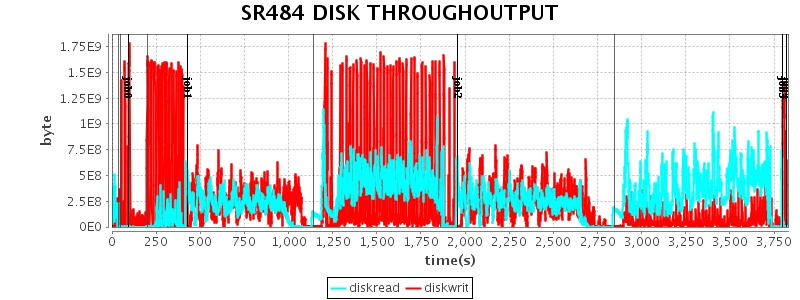 SR484 DISK THROUGHOUTPUT
1.75E9
1.5E9
1.25E9
1E9
7.5E8
5E8
2.5E8
0E0
byte
job0
job1
job2
0 250 500 750 1,000 1,250 1,500 1,750 2,000 2,250 2,500 2,750 3,000 3,250 3,500 3,750
time(s)
diskread diskwrit